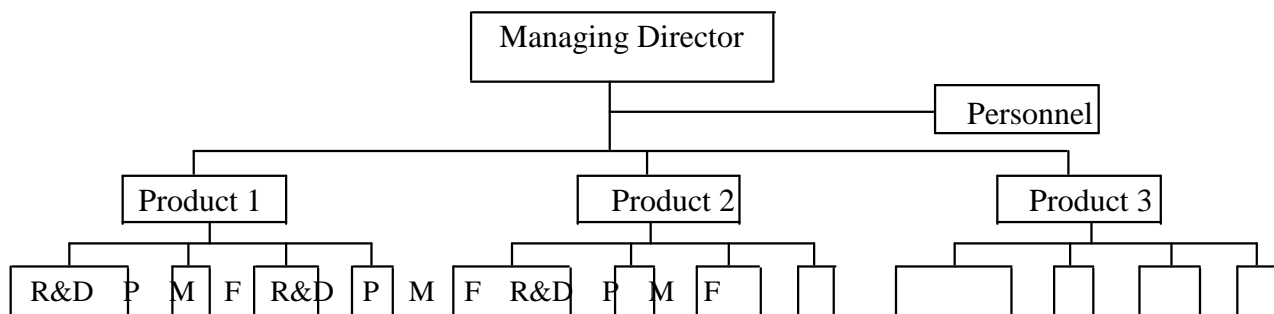 Managing Director
Personnel
Product 1 Product 2 Product 3
R&D P M F R&D P M F R&D P M F